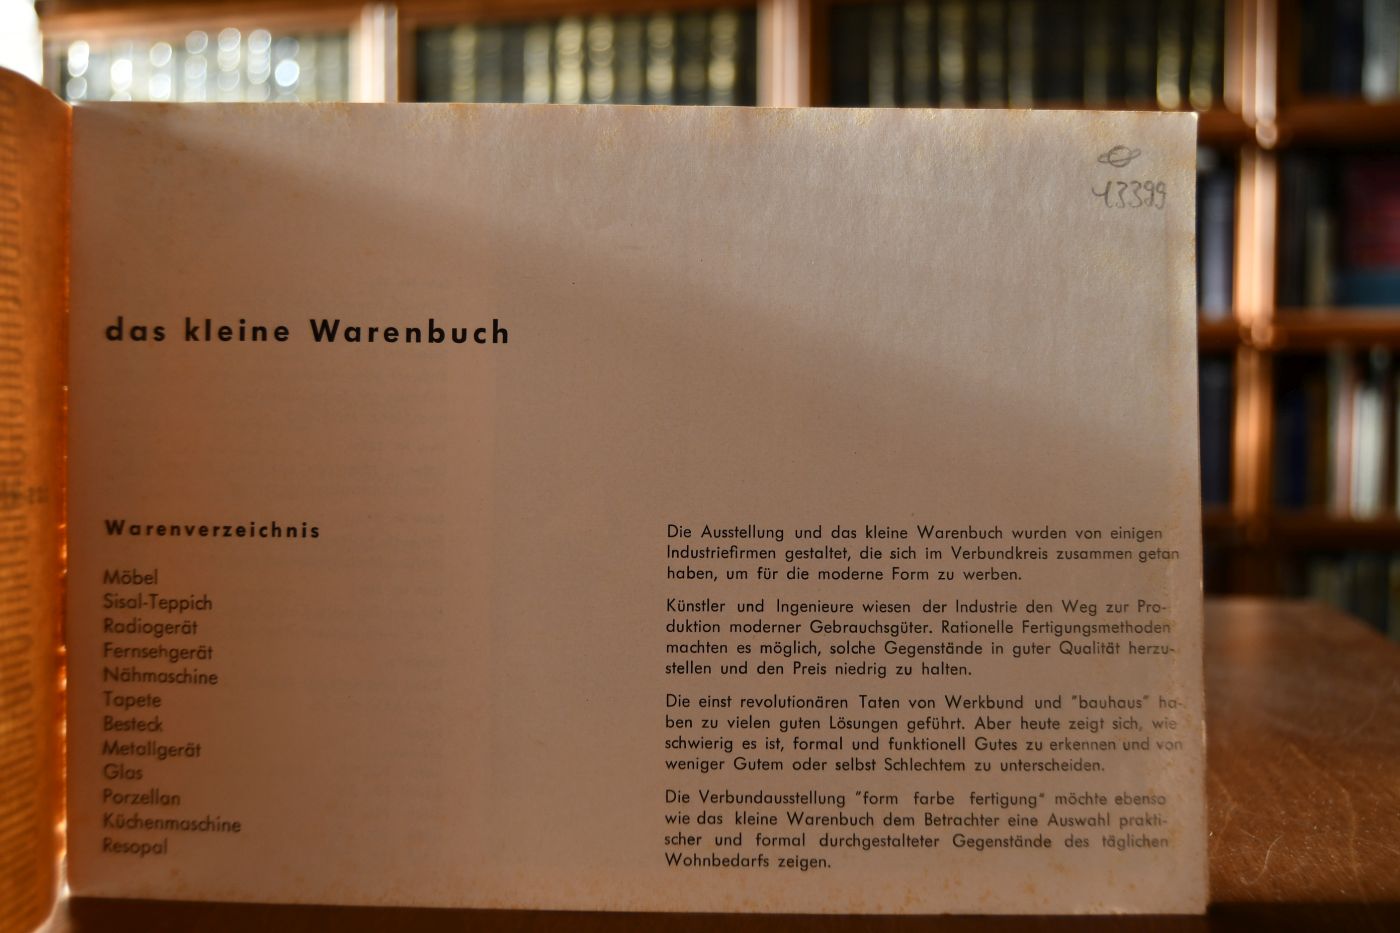 43399
das kleine Warenbuch
Warenverzeichnis
Möbel
Sisal-Teppich
Radiogerät
Fernsehgerät
Nähmaschine
Tapete
Besteck
Metallgerät
Glas
Porzellan
Küchenmaschine
Resopal
Die Ausstellung und das kleine Warenbuch wurden von einigen
Industriefirmen gestaltet, die sich im Verbundkreis zusammen getan
haben, um für die moderne Form zu werben.
Künstler und Ingenieure wiesen der Industrie den Weg zur Pro-
duktion moderner Gebrauchsgüter. Rationelle Fertigungsmethoden
machten es möglich, solche Gegenstände in guter Qualität herzu-
stellen und den Preis niedrig zu halten.
Die einst revolutionären Taten von Werkbund und "bauhaus" ha-
ben zu vielen guten Lösungen geführt. Aber heute zeigt sich, wie
schwierig es ist, formal und funktionell Gutes zu erkennen und von
weniger Gutem oder selbst Schlechtem zu unterscheiden.
Die Verbundausstellung "form farbe fertigung" möchte ebenso
wie das kleine Warenbuch dem Betrachter eine Auswahl prakti-
scher und formal durchgestalteter Gegenstände des täglichen
Wohnbedarfs zeigen.